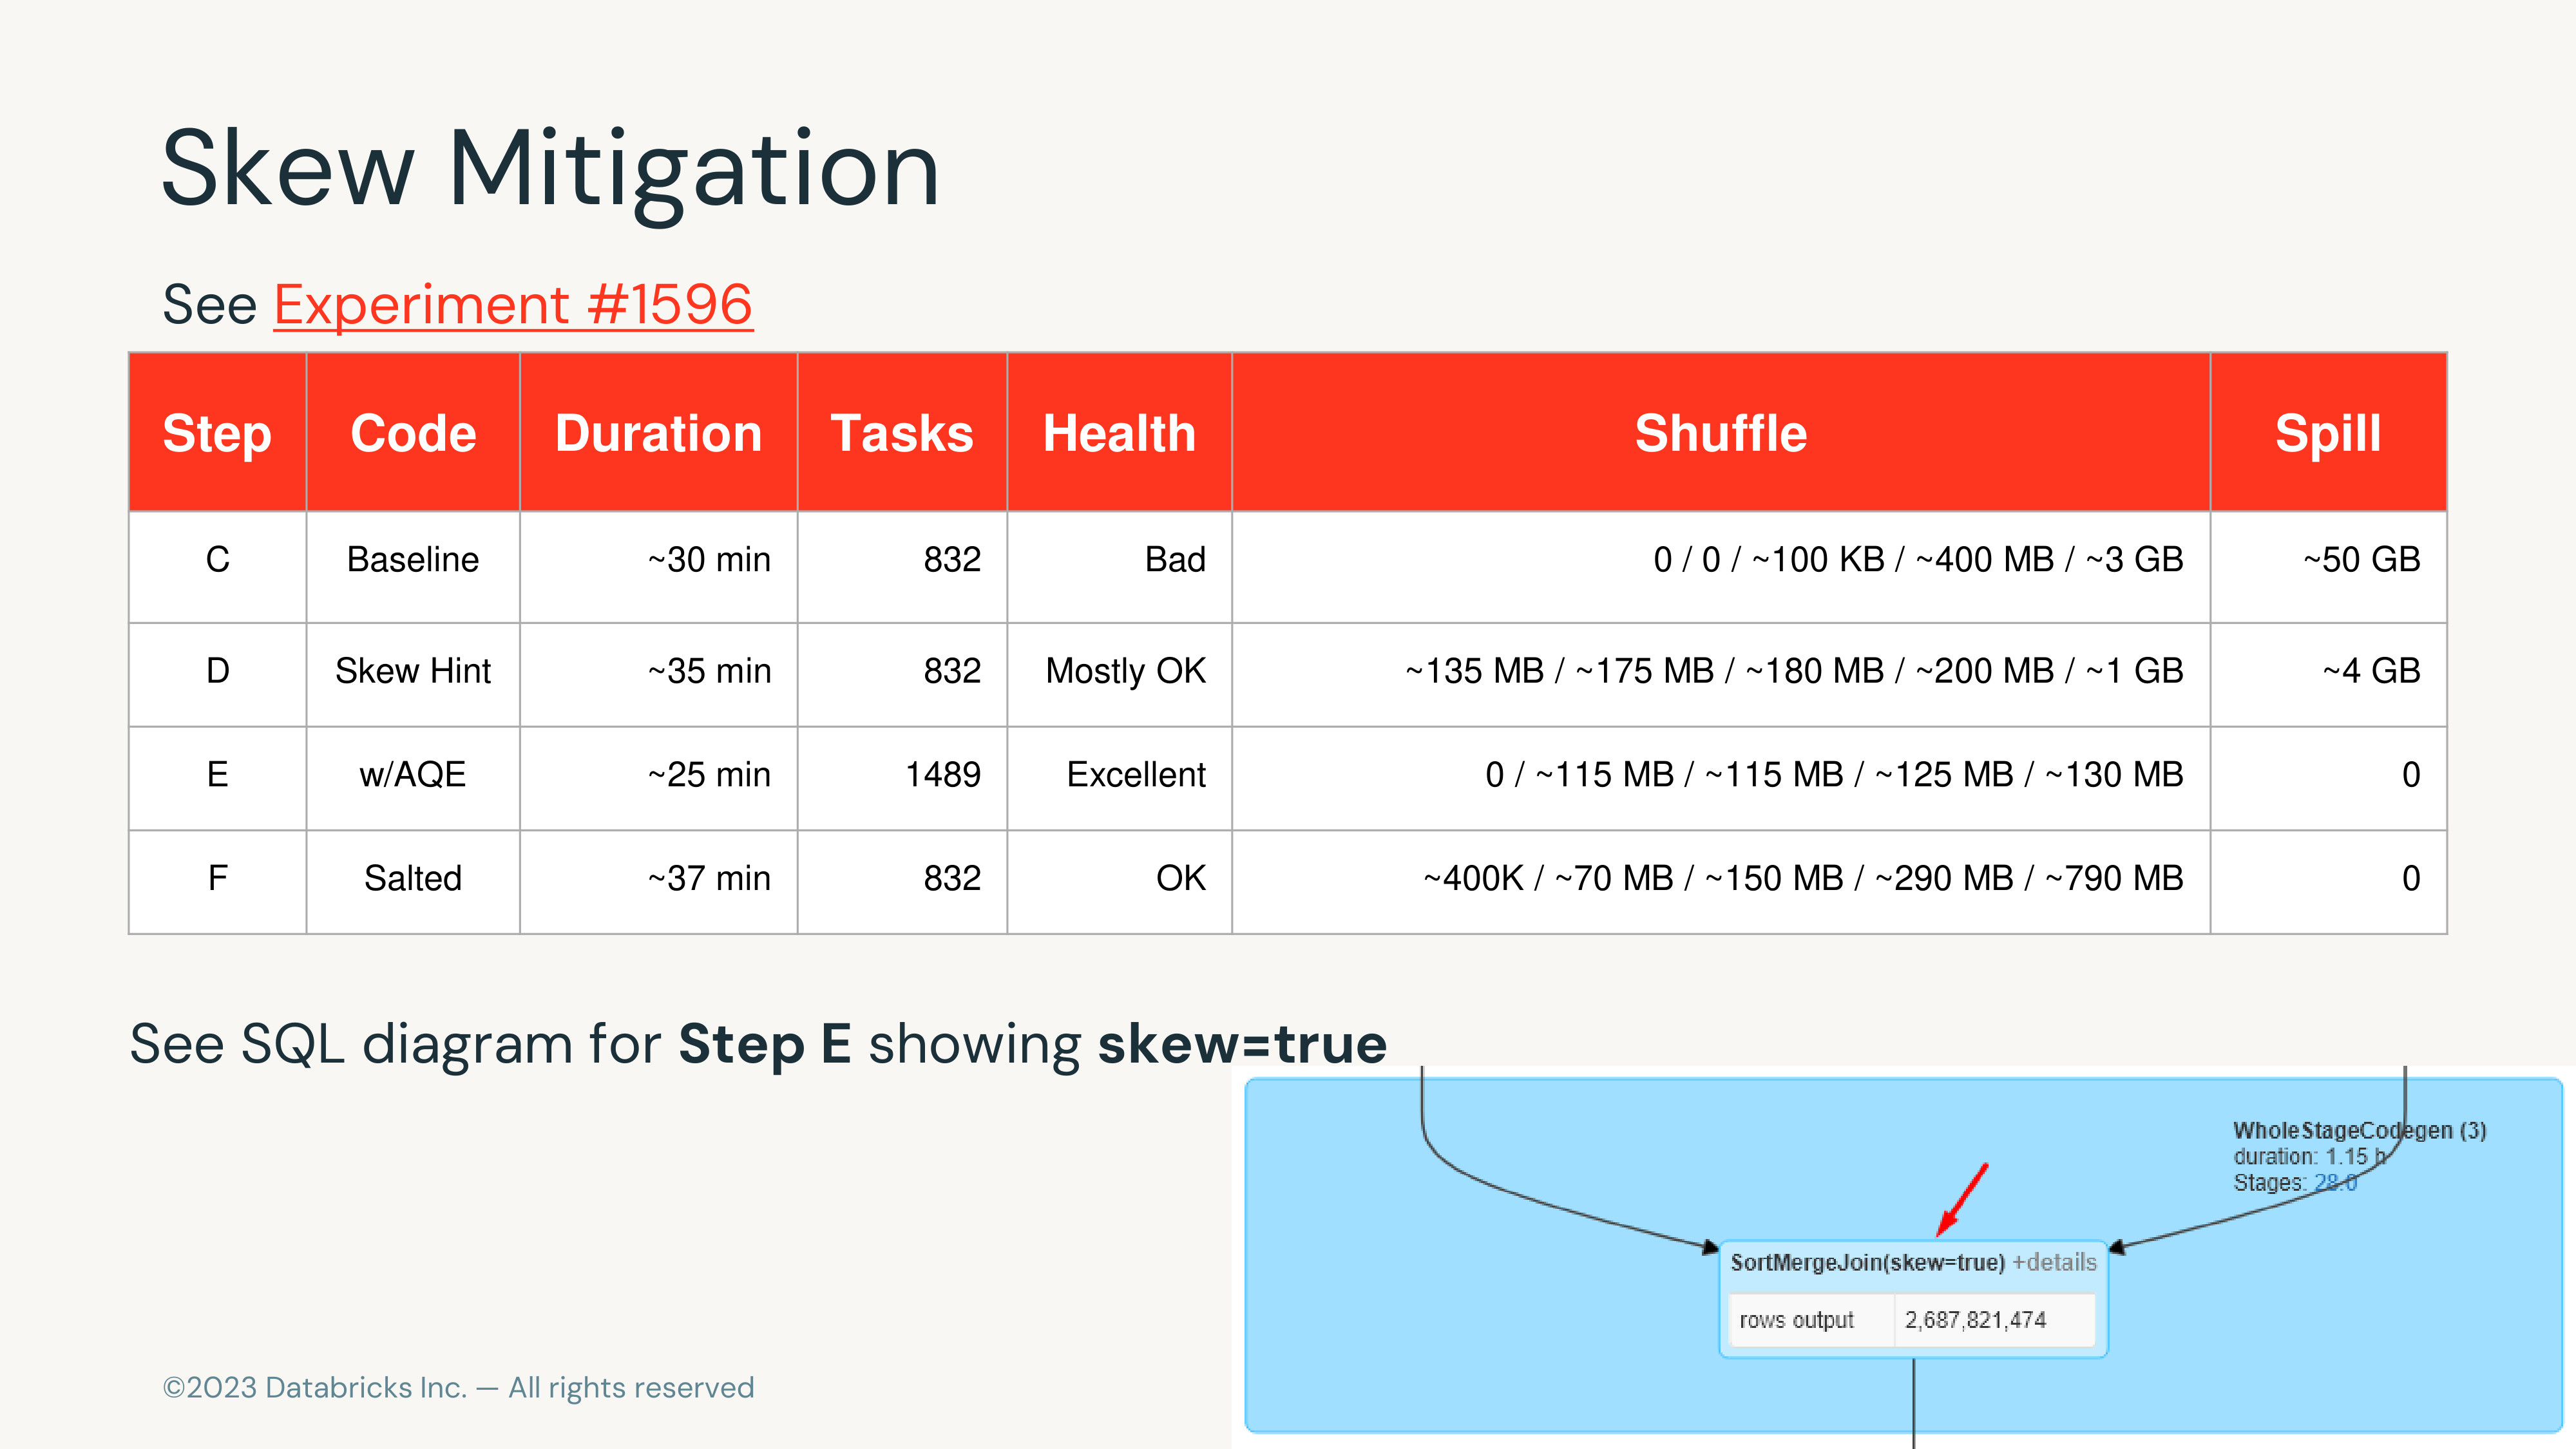 Skew Mitigation
See Experiment #1596
Step Code Duration Tasks Health Shuffle Spill
C Baseline ~30 min 832 Bad 0 / 0 / ~100 KB / ~400 MB / ~3 GB ~50 GB
D Skew Hint ~35 min 832 Mostly OK ~135 MB / ~175 MB / ~180 MB / ~200 MB / ~1 GB ~4 GB
E w/AQE ~25 min 1489 Excellent 0 / ~115 MB / ~115 MB / ~125 MB / ~130 MB 0
F Salted ~37 min 832 OK ~400K / ~70 MB / ~150 MB / ~290 MB / ~790 MB 0
See SQL diagram for Step E showing skew=true
WholeStageCodegen (3)
duration: 1.15 h
Stages: 28.0
SortMergeJoin(skew=true) +details
rows output 2,687,821,474
©2023 Databricks Inc. — All rights reserved